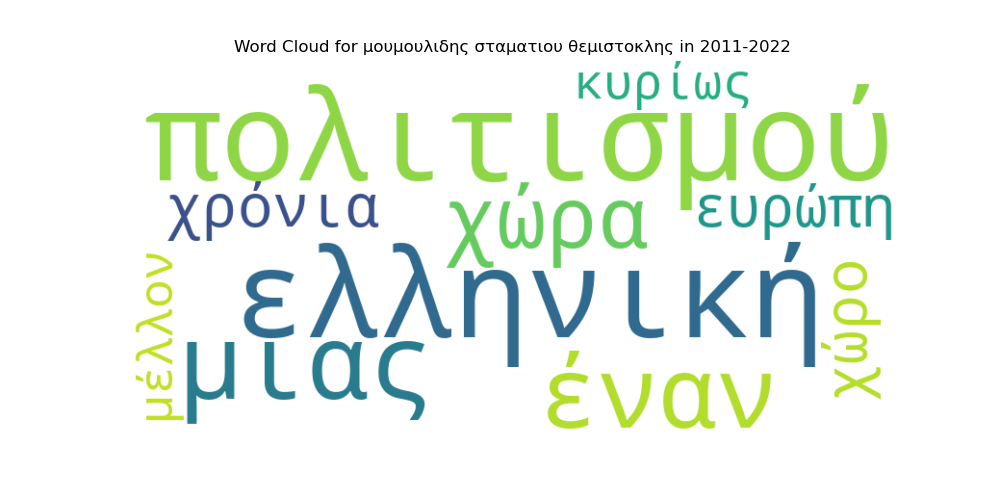 Word Cloud for μουμουλιδης σταματιου θεμιστοκλης in 2011-2022
κυρίως
πολιτισμού
χρόνια
χώρα
ευρώπη
ελληνική
μέλλον
χώρο
μιας
έναν